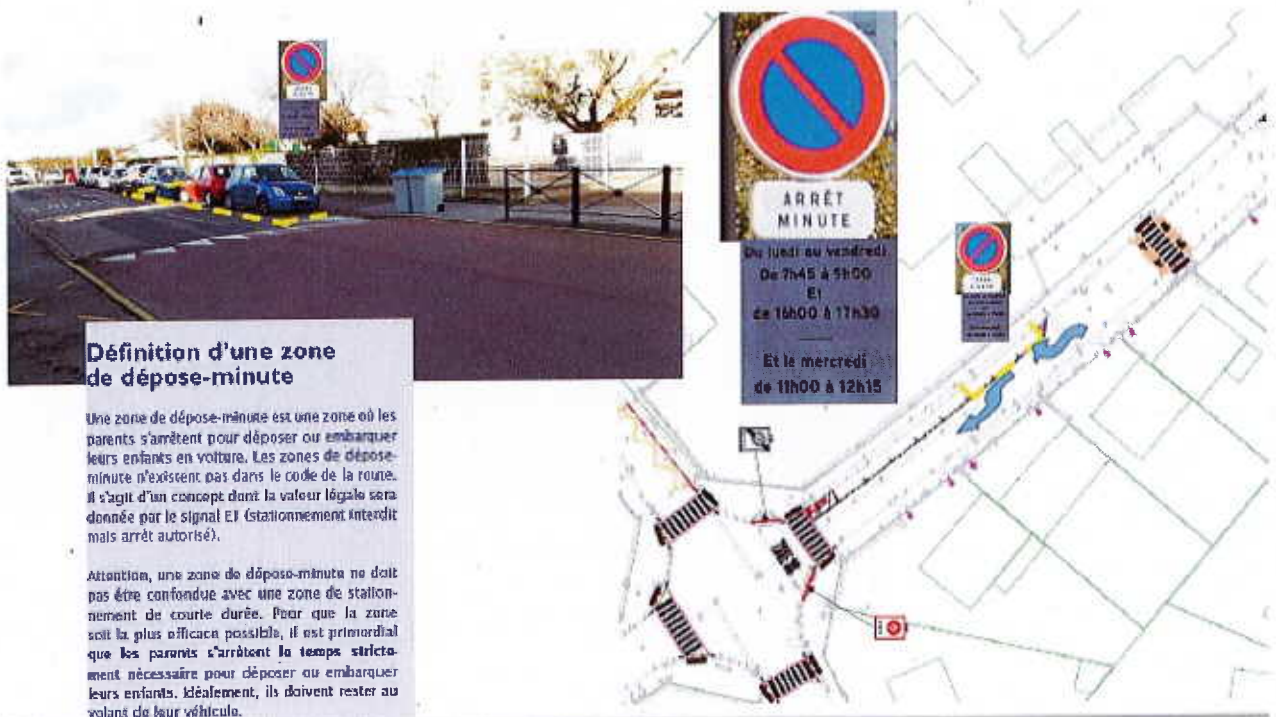 ARRÊT
MINUTE
Du lundi au vendredi
De 7h45 à 9h00
Et
de 16h00 à 17h30
Et le mercredi
de 11h00 à 12h15
Définition d'une zone
de dépose-minute
Une zone de dépose-minute est une zone où les
parents s'arrêtent pour déposer ou embarquer
leurs enfants en voiture. Les zones de dépose-
minute n'existent pas dans le code de la route.
Il s'agit d'un concept dont la valeur légale sera
donnée par le signal E1 (stationnement interdit
mais arrêt autorisé).
Attention, une zone de dépose-minute ne doit
pas être confondue avec une zone de station-
nement de courte durée. Pour que la zone
soit la plus efficace possible, il est primordial
que les parents s'arrêtent le temps stricte-
ment nécessaire pour déposer ou embarquer
leurs enfants. Idéalement, ils doivent rester au
volant de leur véhicule.